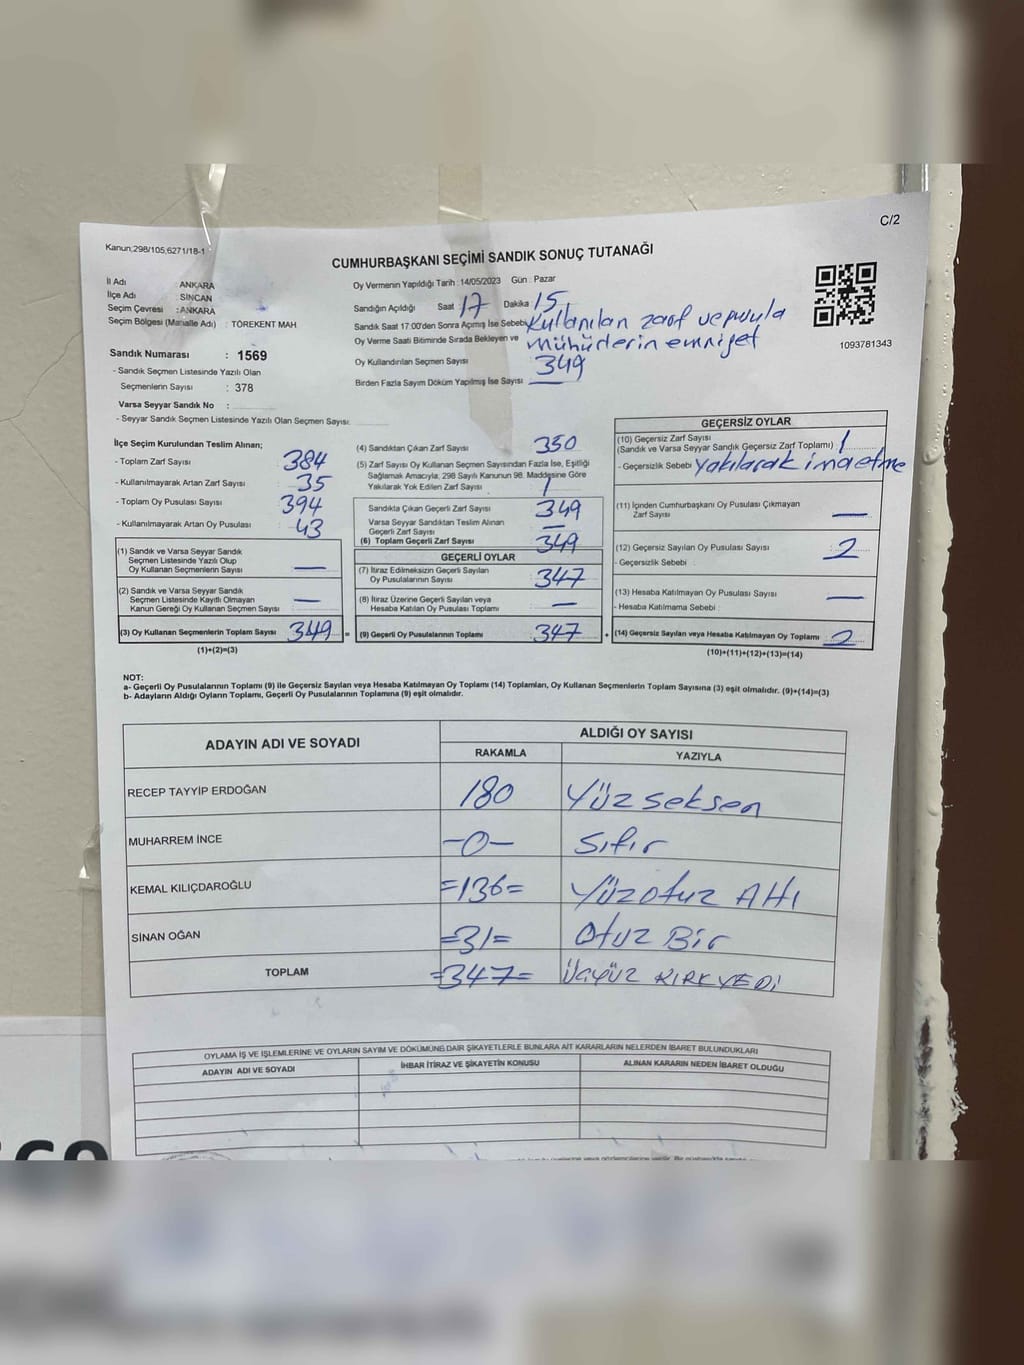 C/2
Kanun;298/105,6271/18-1
CUMHURBAŞKANI SEÇİMİ SANDIK SONUÇ TUTANAĞI
İl Adı ANKARA
İlçe Adı : SİNCAN
Seçim Çevresi : ANKARA
Seçim Bölgesi (Mahalle Adı) : TÖREKENT MAH
Oy Vermenin Yapıldığı Tarih : 14/05/2023 Gün : Pazar
Sandığın Açıldığı Saat 17 Dakika 15
Sandık Saat 17.00'den Sonra Açımış İse Sebebi Kullanılan zarf ve pusula
Oy Verme Saati Bitiminde Sırada Bekleyen ve mühürlerin emniyet
Oy Kullandırılan Seçmen Sayısı 349
Birden Fazla Sayım Döküm Yapılmış İse Sayısı —
1093781343
Sandık Numarası : 1569
- Sandık Seçmen Listesinde Yazılı Olan
Seçmenlerin Sayısı : 378
Varsa Seyyar Sandık No :
- Seyyar Sandık Seçmen Listesinde Yazılı Olan Seçmen Sayısı:
İlçe Seçim Kurulundan Teslim Alınan;
- Toplam Zarf Sayısı 384
- Kullanılmayarak Artan Zarf Sayısı 35
- Toplam Oy Pusulası Sayısı 394
- Kullanılmayarak Artan Oy Pusulası 43
(1) Sandık ve Varsa Seyyar Sandık
Seçmen Listesinde Yazılı Olup
Oy Kullanan Seçmenlerin Sayısı —
(2) Sandık ve Varsa Seyyar Sandık
Seçmen Listesinde Kayıtlı Olmayan
Kanun Gereği Oy Kullanan Seçmen Sayısı —
(3) Oy Kullanan Seçmenlerin Toplam Sayısı 349 =
(1)+(2)=(3)
(4) Sandıktan Çıkan Zarf Sayısı 350
(5) Zarf Sayısı Oy Kullanan Seçmen Sayısından Fazla İse, Eşitliği
Sağlamak Amacıyla, 298 Sayılı Kanunun 98. Maddesine Göre
Yakılarak Yok Edilen Zarf Sayısı 1
Sandıkta Çıkan Geçerli Zarf Sayısı 349
Varsa Seyyar Sandıktan Teslim Alınan
Geçerli Zarf Sayısı —
(6) Toplam Geçerli Zarf Sayısı 349
GEÇERLİ OYLAR
(7) İtiraz Edilmeksizin Geçerli Sayılan
Oy Pusulalarının Sayısı 347
(8) İtiraz Üzerine Geçerli Sayılan veya
Hesaba Katılan Oy Pusulası Toplamı —
(9) Geçerli Oy Pusulalarının Toplamı 347 +
GEÇERSİZ OYLAR
(10) Geçersiz Zarf Sayısı
(Sandık ve Varsa Seyyar Sandık Geçersiz Zarf Toplamı) 1
- Geçersizlik Sebebi Yakılarak imaetme
(11) İçinden Cumhurbaşkanı Oy Pusulası Çıkmayan
Zarf Sayısı —
(12) Geçersiz Sayılan Oy Pusulası Sayısı 2
- Geçersizlik Sebebi :
(13) Hesaba Katılmayan Oy Pusulası Sayısı —
- Hesaba Katılmama Sebebi :
(14) Geçersiz Sayılan veya Hesaba Katılmayan Oy Toplamı 2
(10)+(11)+(12)+(13)=(14)
NOT:
a- Geçerli Oy Pusulalarının Toplamı (9) ile Geçersiz Sayılan veya Hesaba Katılmayan Oy Toplamı (14) Toplamları, Oy Kullanan Seçmenlerin Toplam Sayısına (3) eşit olmalıdır. (9)+(14)=(3)
b- Adayların Aldığı Oyların Toplamı, Geçerli Oy Pusulalarının Toplamına (9) eşit olmalıdır.
ADAYIN ADI VE SOYADI ALDIĞI OY SAYISI
RAKAMLA YAZIYLA
RECEP TAYYİP ERDOĞAN 180 Yüz seksen
MUHARREM İNCE -0- Sıfır
KEMAL KILIÇDAROĞLU =136= Yüzotuz Altı
SİNAN OĞAN =31= Otuz Bir
TOPLAM =347= ÜÇYÜZ KIRKYEDİ
OYLAMA İŞ VE İŞLEMLERİNE VE OYLARIN SAYIM VE DÖKÜMÜNE DAİR ŞİKAYETLERLE BUNLARA AİT KARARLARIN NELERDEN İBARET BULUNDUKLARI
ADAYIN ADI VE SOYADI İHBAR İTİRAZ VE ŞİKAYETİN KONUSU ALINAN KARARIN NEDEN İBARET OLDUĞU